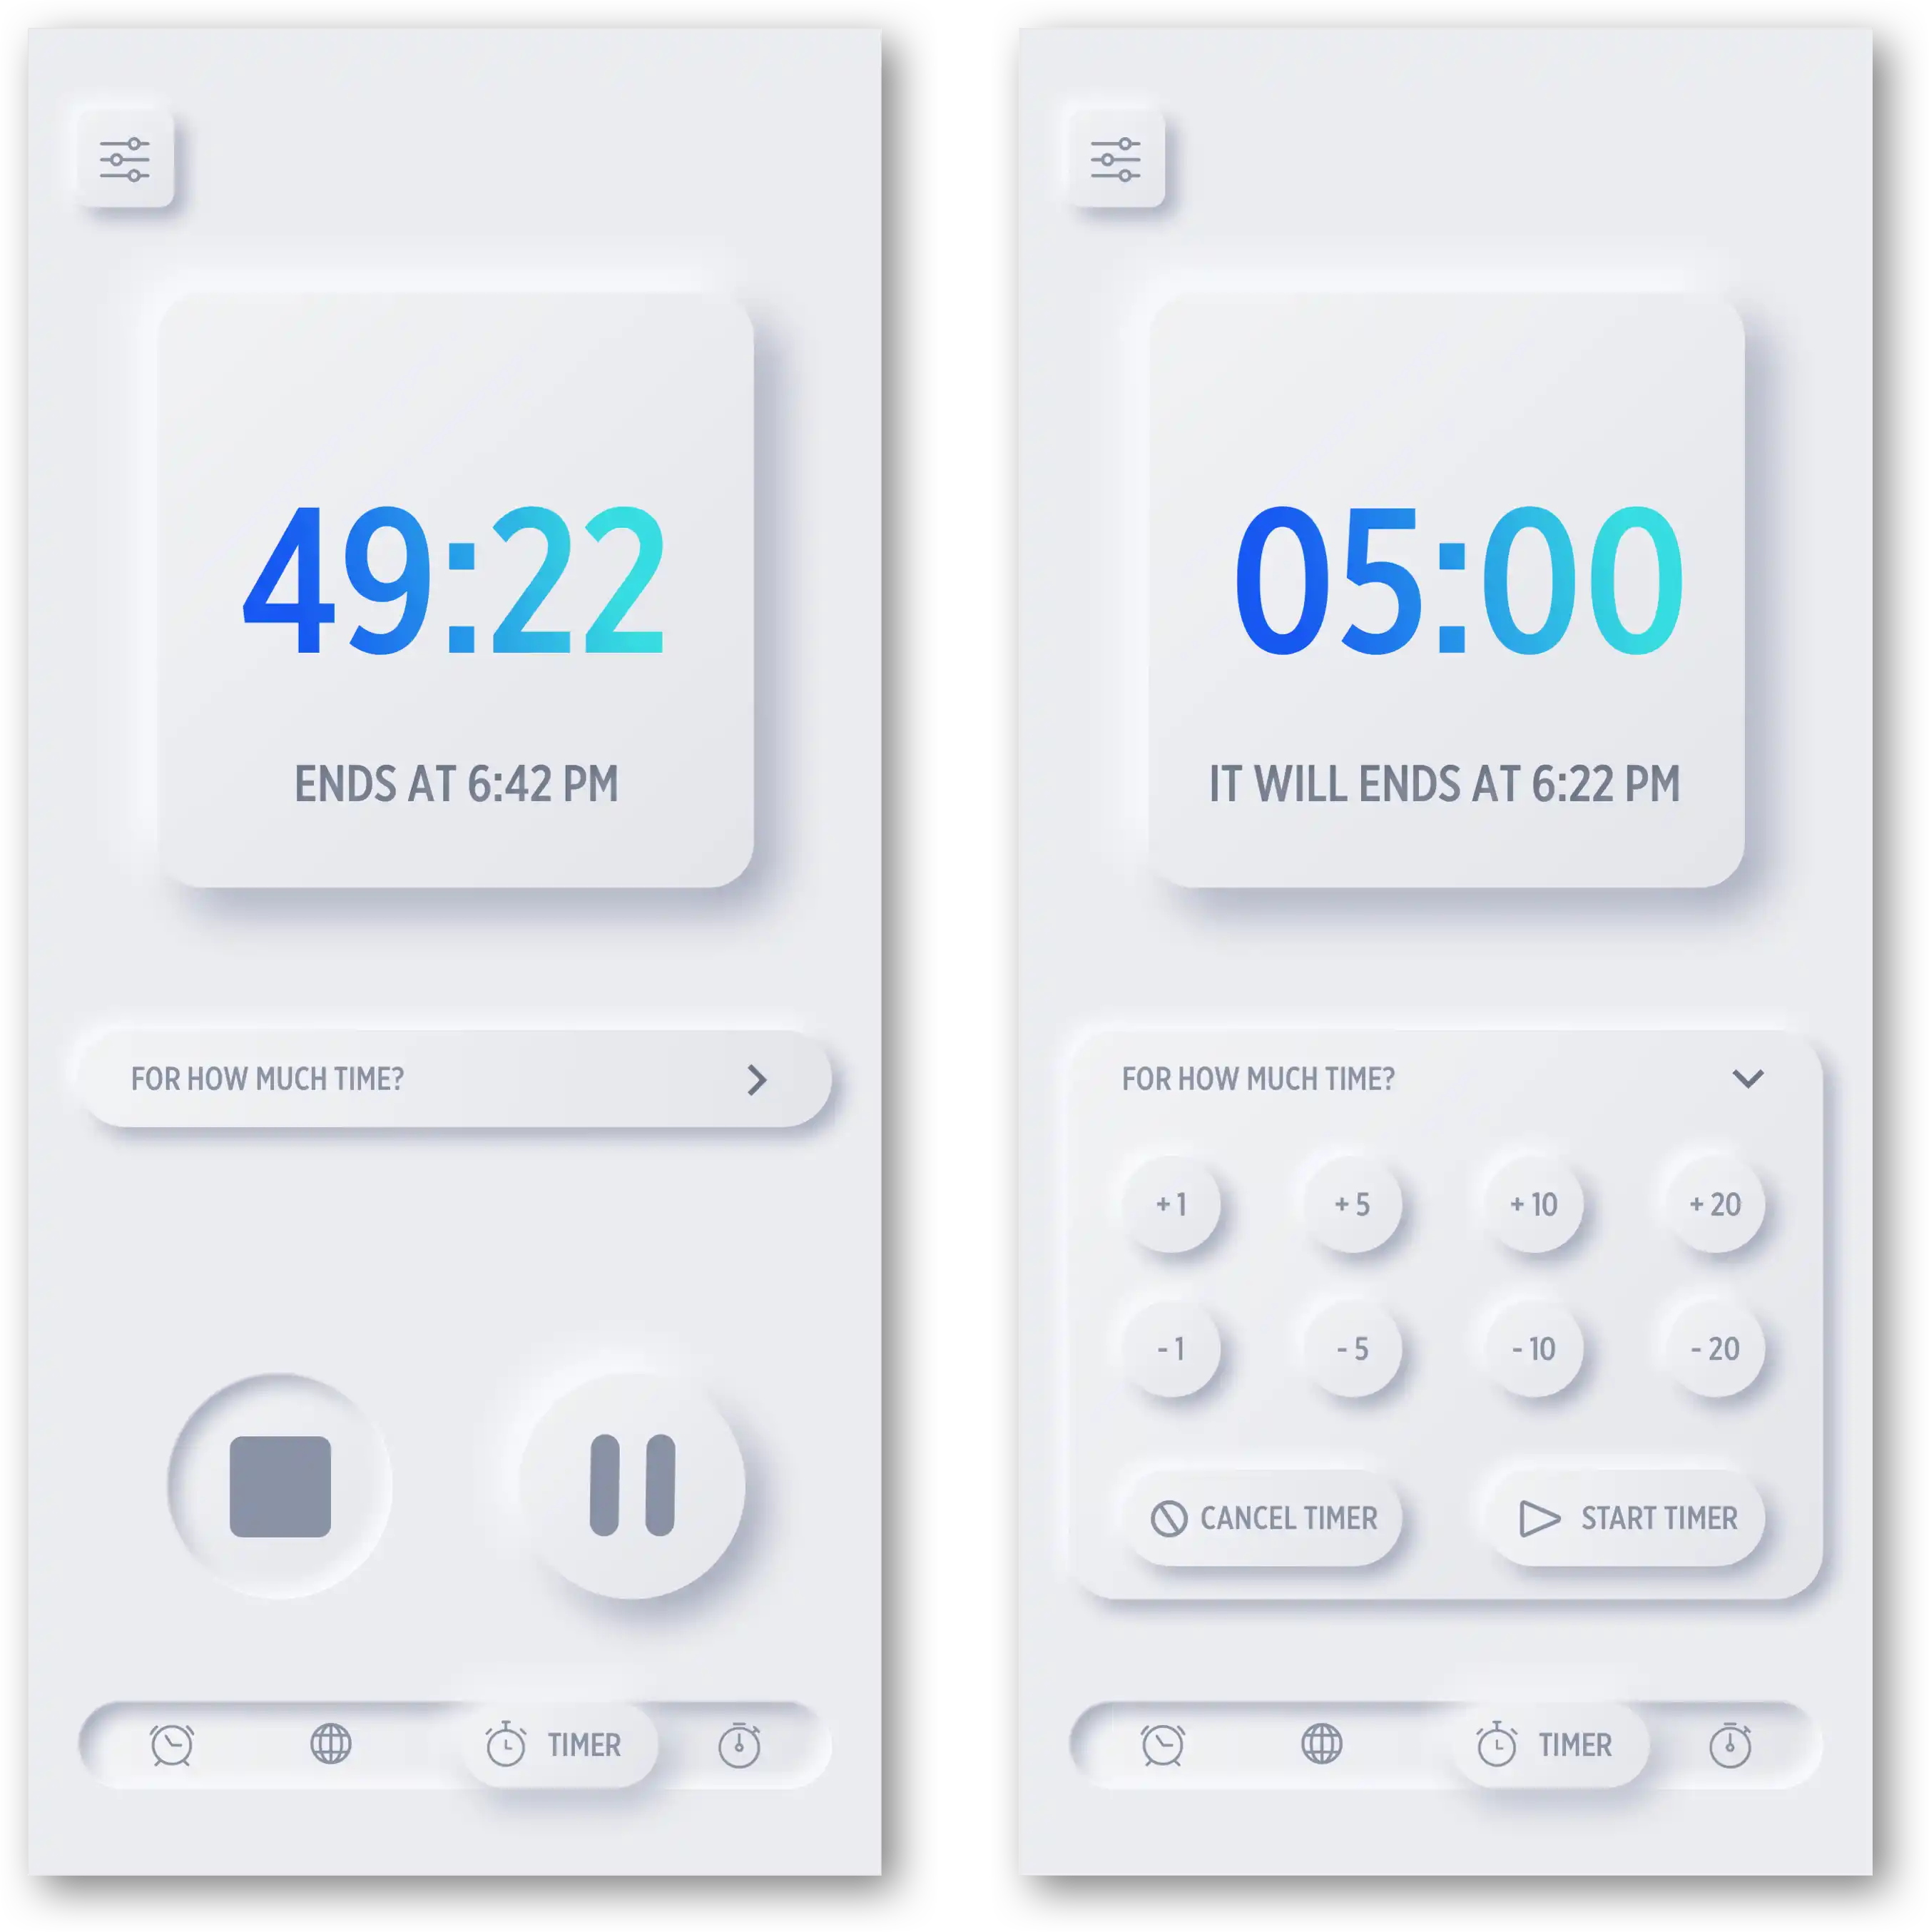 49:22
ENDS AT 6:42 PM
FOR HOW MUCH TIME?
TIMER
05:00
IT WILL ENDS AT 6:22 PM
FOR HOW MUCH TIME?
+ 1 + 5 + 10 + 20
- 1 - 5 - 10 - 20
CANCEL TIMER START TIMER
TIMER